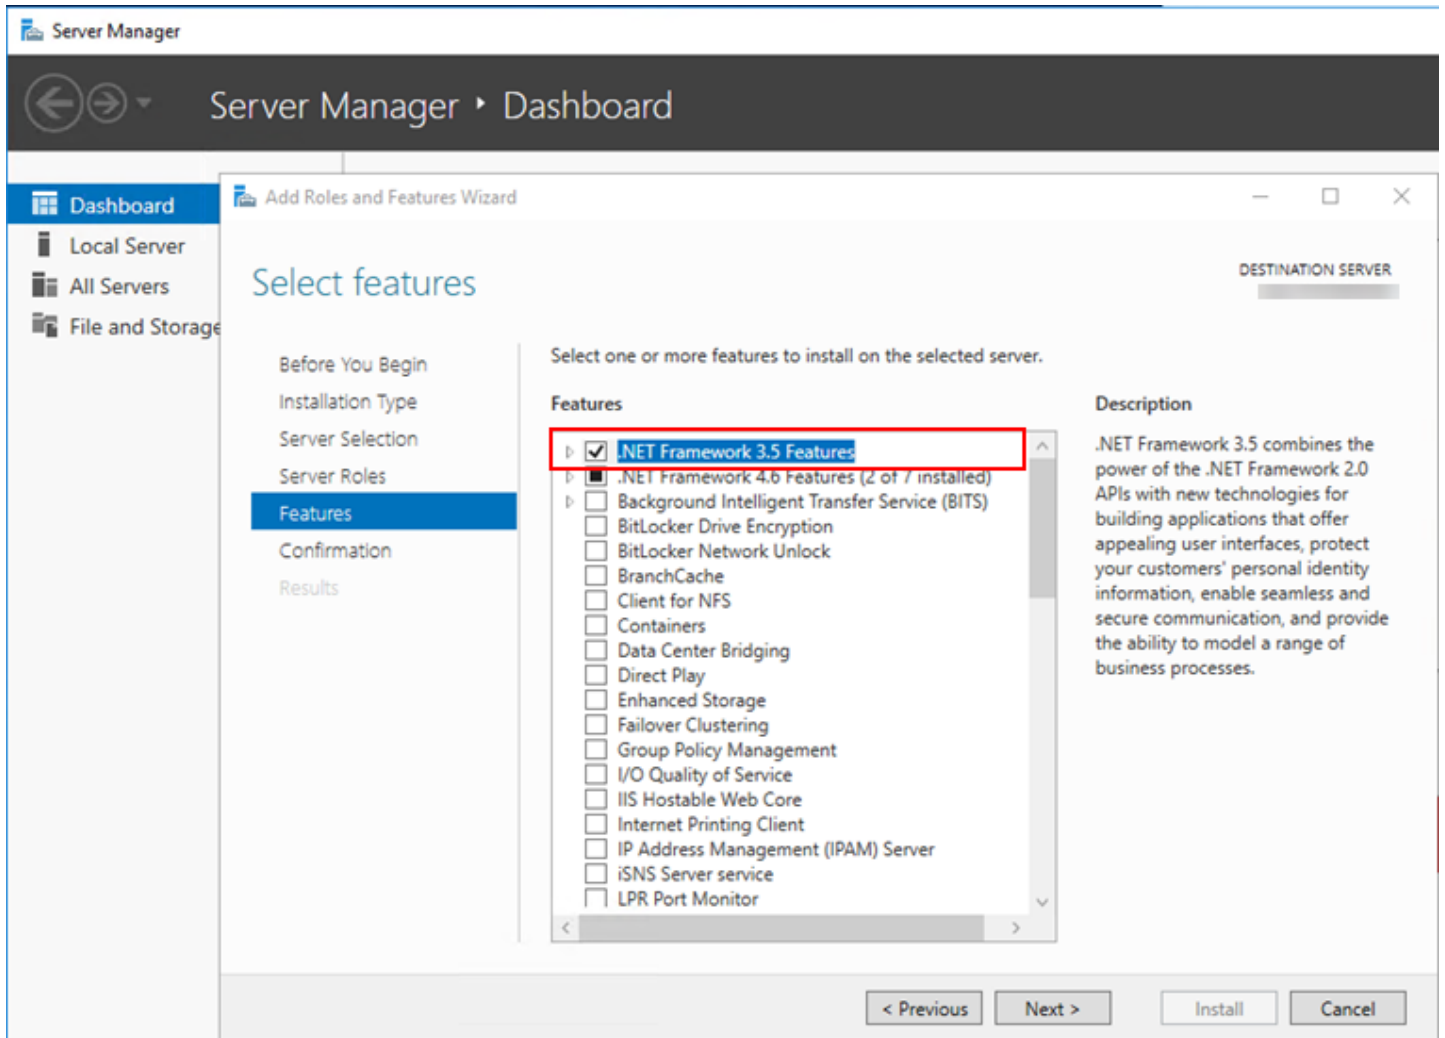 Server Manager
Server Manager ‣ Dashboard
Dashboard
Local Server
All Servers
File and Storage
Add Roles and Features Wizard
Select features
DESTINATION SERVER
Before You Begin
Installation Type
Server Selection
Server Roles
Features
Confirmation
Results
Select one or more features to install on the selected server.
Features
.NET Framework 3.5 Features
.NET Framework 4.6 Features (2 of 7 installed)
Background Intelligent Transfer Service (BITS)
BitLocker Drive Encryption
BitLocker Network Unlock
BranchCache
Client for NFS
Containers
Data Center Bridging
Direct Play
Enhanced Storage
Failover Clustering
Group Policy Management
I/O Quality of Service
IIS Hostable Web Core
Internet Printing Client
IP Address Management (IPAM) Server
iSNS Server service
LPR Port Monitor
Description
.NET Framework 3.5 combines the
power of the .NET Framework 2.0
APIs with new technologies for
building applications that offer
appealing user interfaces, protect
your customers' personal identity
information, enable seamless and
secure communication, and provide
the ability to model a range of
business processes.
< Previous
Next >
Install
Cancel